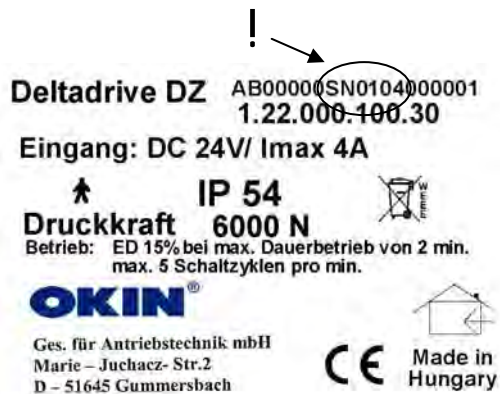 !
Deltadrive DZ AB00000SN0104000001
1.22.000.100.30
Eingang: DC 24V/ Imax 4A
IP 54
WEEE
Druckkraft 6000 N
Betrieb: ED 15% bei max. Dauerbetrieb von 2 min.
max. 5 Schaltzyklen pro min.
OKIN®
Ges. für Antriebstechnik mbH
Marie – Juchacz- Str.2
D – 51645 Gummersbach
CE
Made in
Hungary